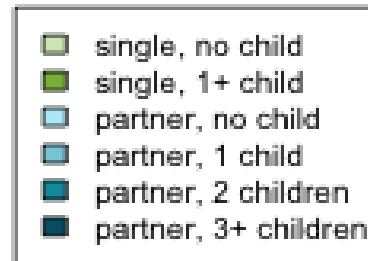 single, no child
single, 1+ child
partner, no child
partner, 1 child
partner, 2 children
partner, 3+ children